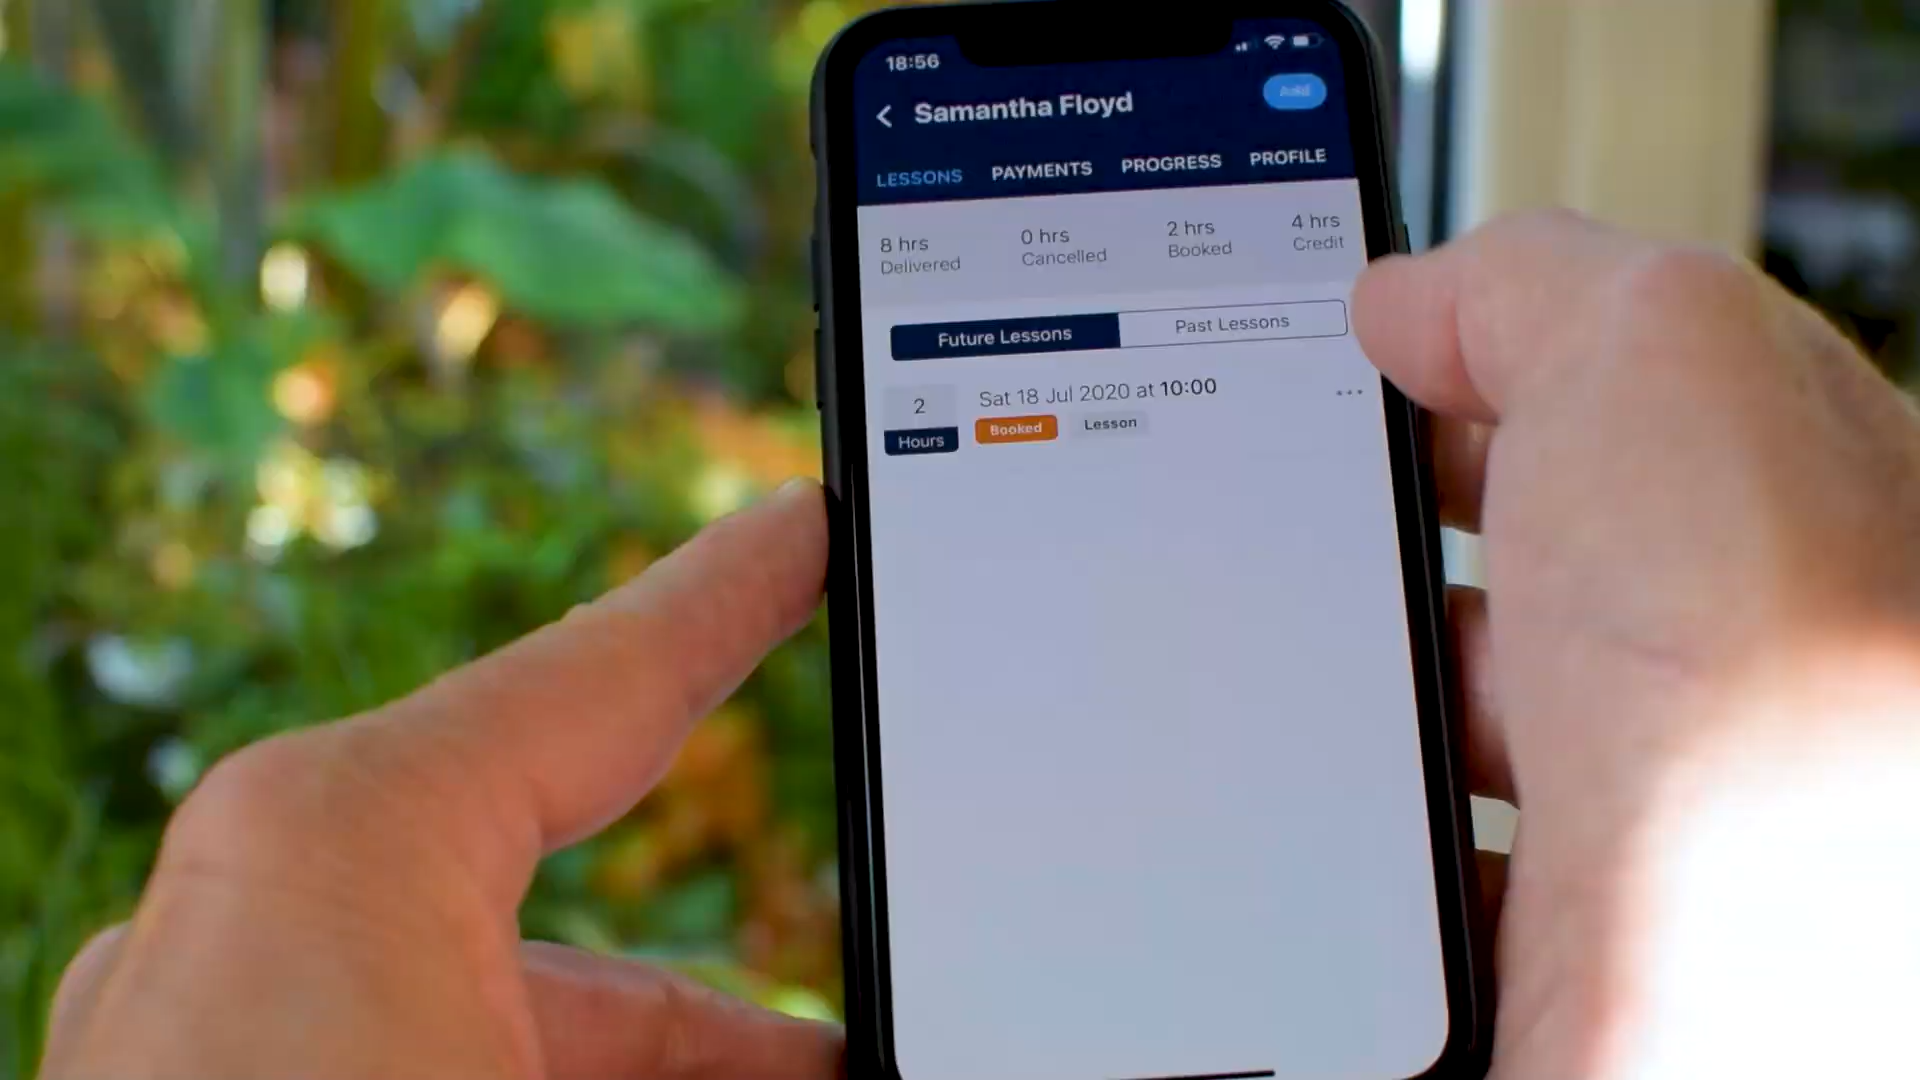 18:56
Samantha Floyd
Add
LESSONS PAYMENTS PROGRESS PROFILE
8 hrs 0 hrs 2 hrs 4 hrs
Delivered Cancelled Booked Credit
Future Lessons Past Lessons
2 Sat 18 Jul 2020 at 10:00
Hours Booked Lesson